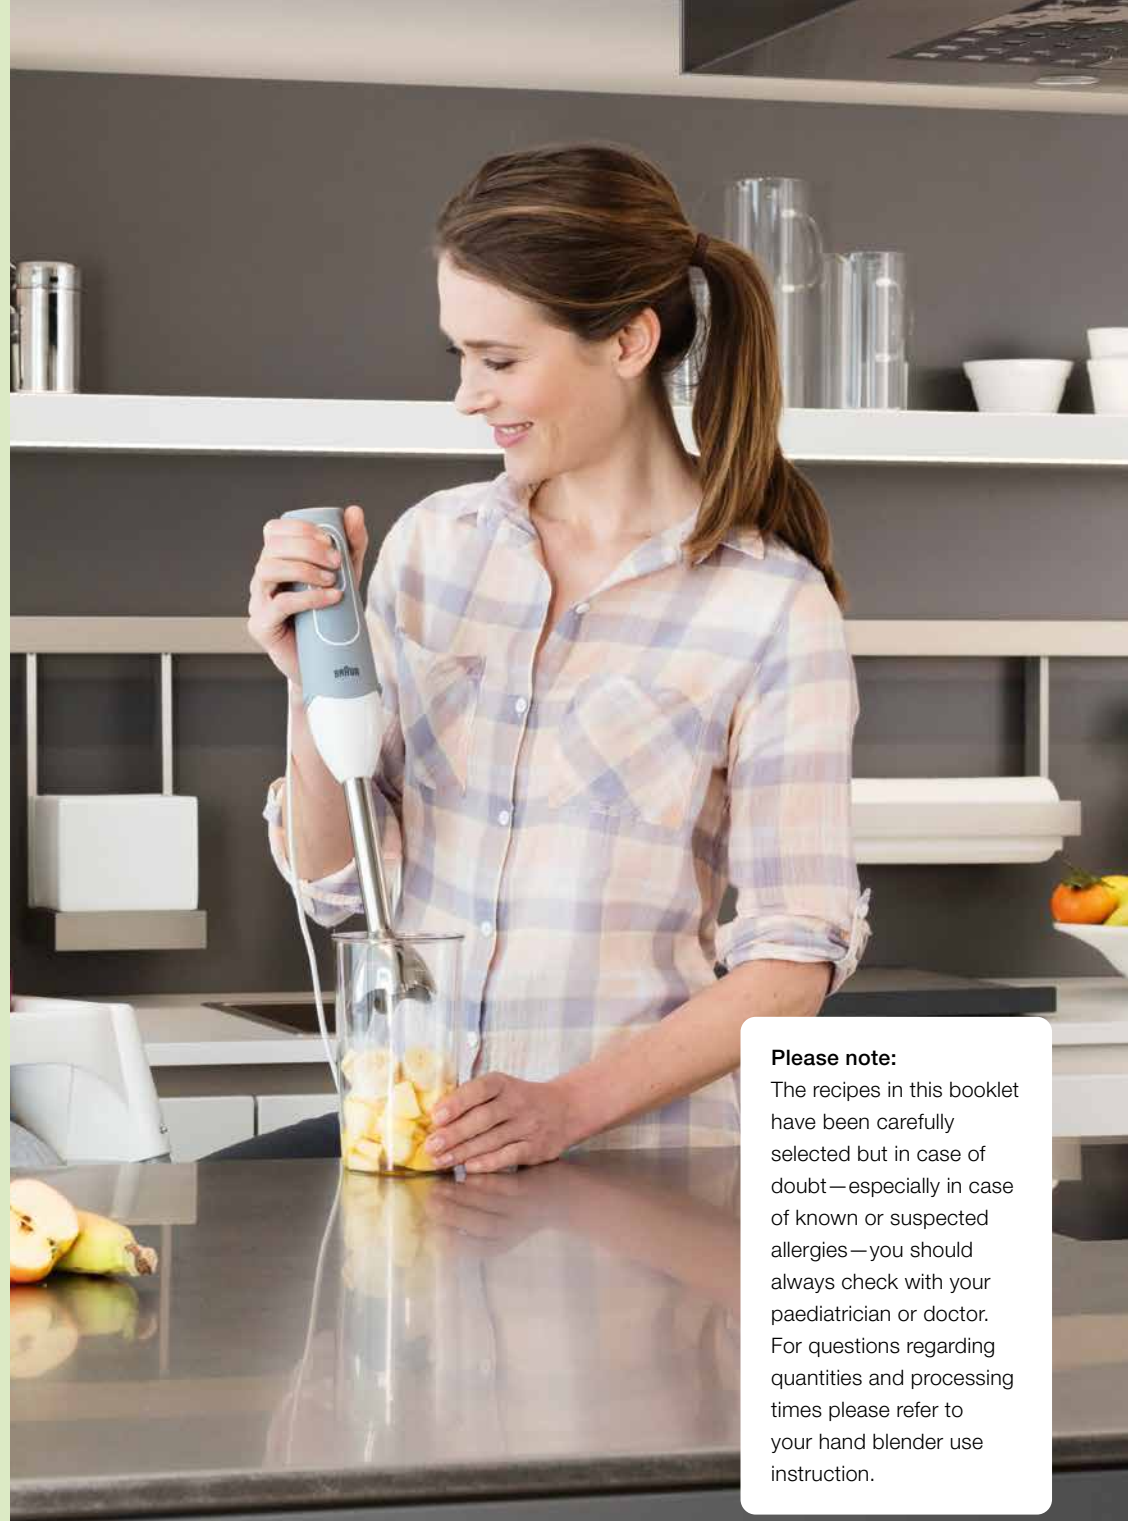 BRAUN
Please note:
The recipes in this booklet
have been carefully
selected but in case of
doubt—especially in case
of known or suspected
allergies—you should
always check with your
paediatrician or doctor.
For questions regarding
quantities and processing
times please refer to
your hand blender use
instruction.